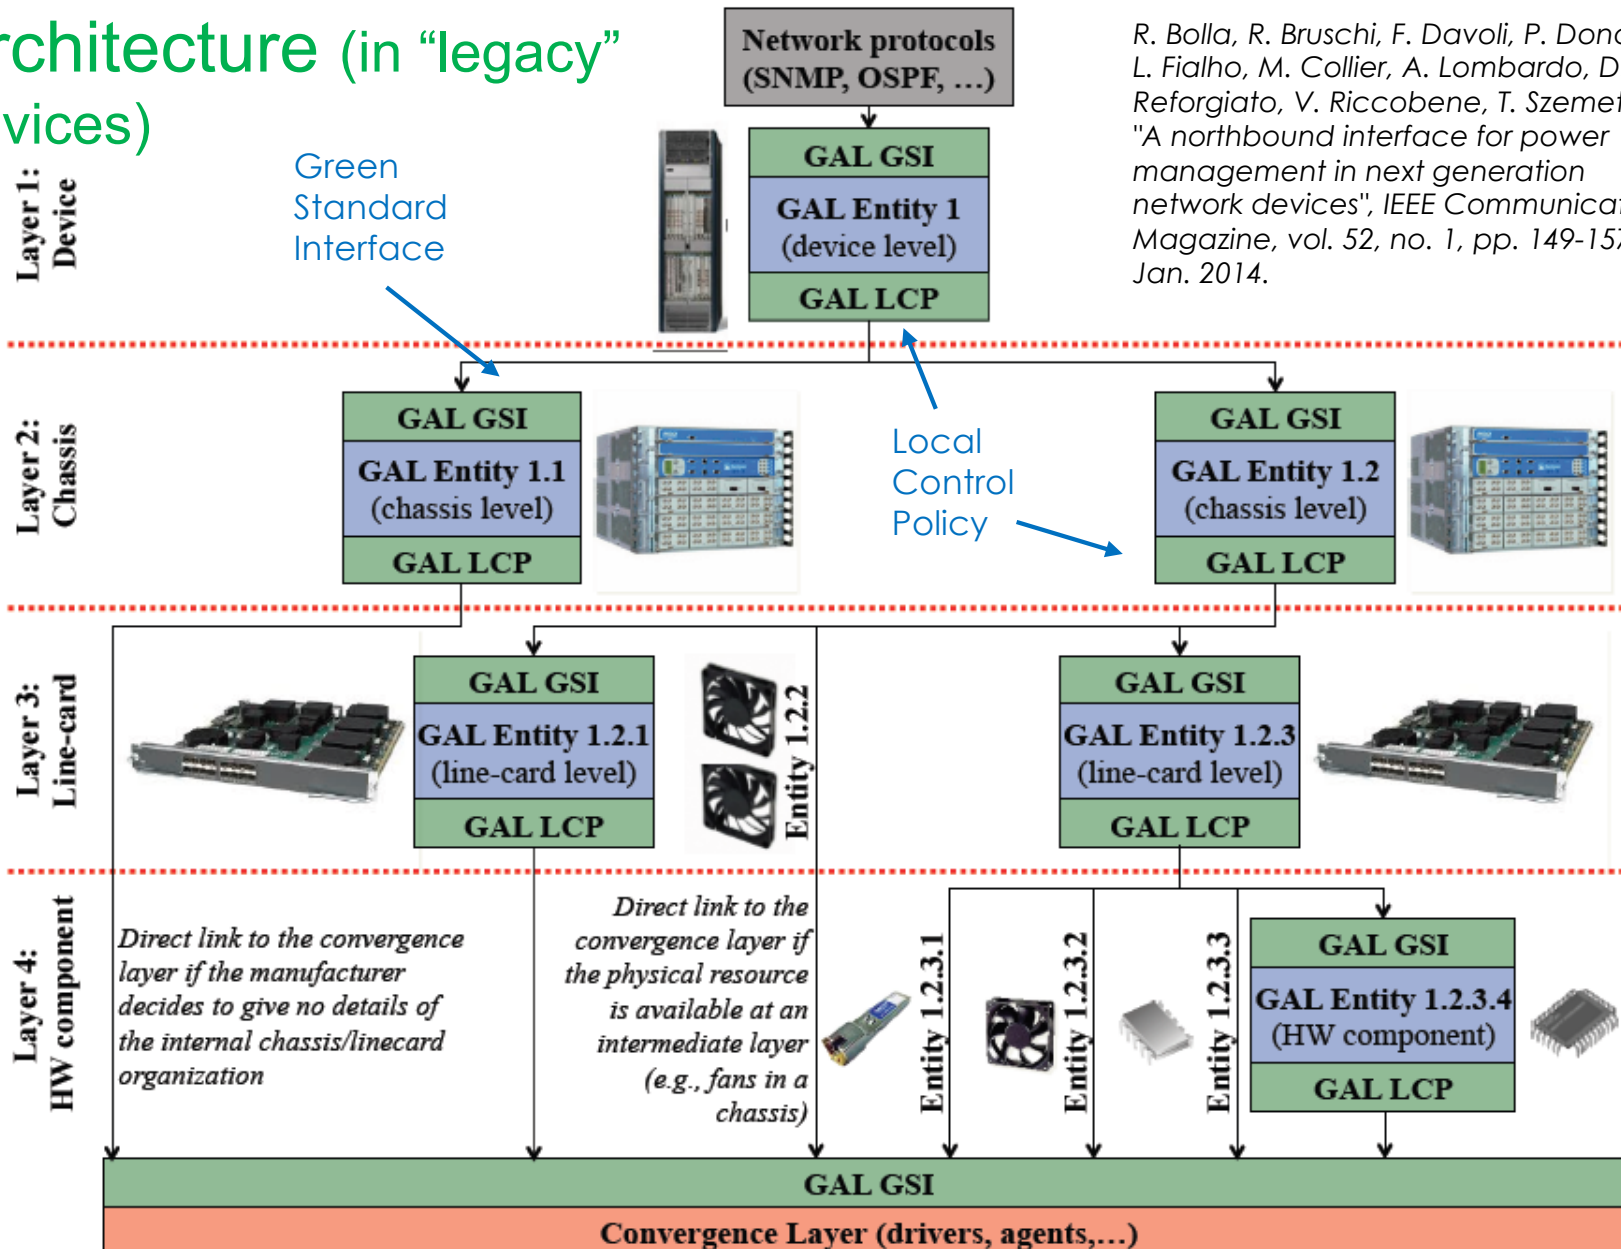 rchitecture (in “legacy”
vices)
Network protocols
(SNMP, OSPF, …)
R. Bolla, R. Bruschi, F. Davoli, P. Dono
L. Fialho, M. Collier, A. Lombardo, D.
Reforgiato, V. Riccobene, T. Szeme
"A northbound interface for power
management in next generation
network devices", IEEE Communica
Magazine, vol. 52, no. 1, pp. 149-157
Jan. 2014.
Layer 1:
Device
Green
Standard
Interface
GAL GSI
GAL Entity 1
(device level)
GAL LCP
Layer 2:
Chassis
GAL GSI
GAL Entity 1.1
(chassis level)
GAL LCP
Local
Control
Policy
GAL GSI
GAL Entity 1.2
(chassis level)
GAL LCP
Layer 3:
Line-card
GAL GSI
GAL Entity 1.2.1
(line-card level)
GAL LCP
Entity 1.2.2
GAL GSI
GAL Entity 1.2.3
(line-card level)
GAL LCP
Layer 4:
HW component
Direct link to the convergence
layer if the manufacturer
decides to give no details of
the internal chassis/linecard
organization
Direct link to the
convergence layer if
the physical resource
is available at an
intermediate layer
(e.g., fans in a
chassis)
Entity 1.2.3.1
Entity 1.2.3.2
Entity 1.2.3.3
GAL GSI
GAL Entity 1.2.3.4
(HW component)
GAL LCP
GAL GSI
Convergence Layer (drivers, agents,…)